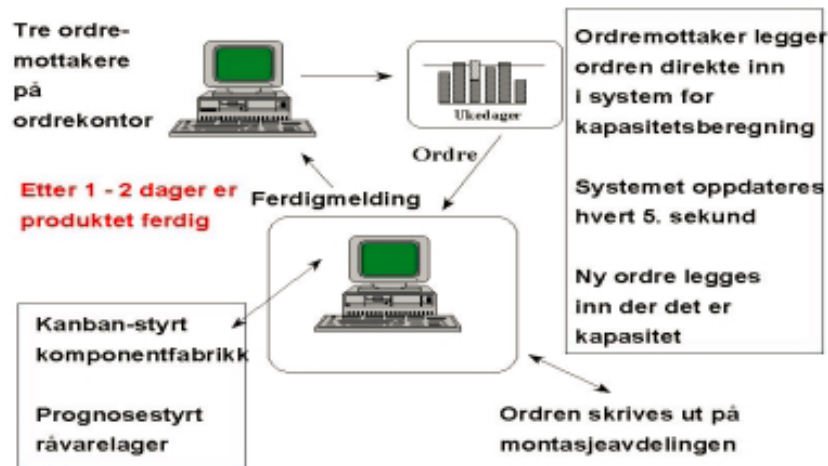 Tre ordre-
mottakere
på
ordrekontor
Ukedager
Ordremottaker legger
ordren direkte inn
i system for
kapasitetsberegning
Systemet oppdateres
hvert 5. sekund
Ny ordre legges
inn der det er
kapasitet
Ordre
Etter 1 - 2 dager er
produktet ferdig
Ferdigmelding
Kanban-styrt
komponentfabrikk
Prognosestyrt
råvarelager
Ordren skrives ut på
montasjeavdelingen